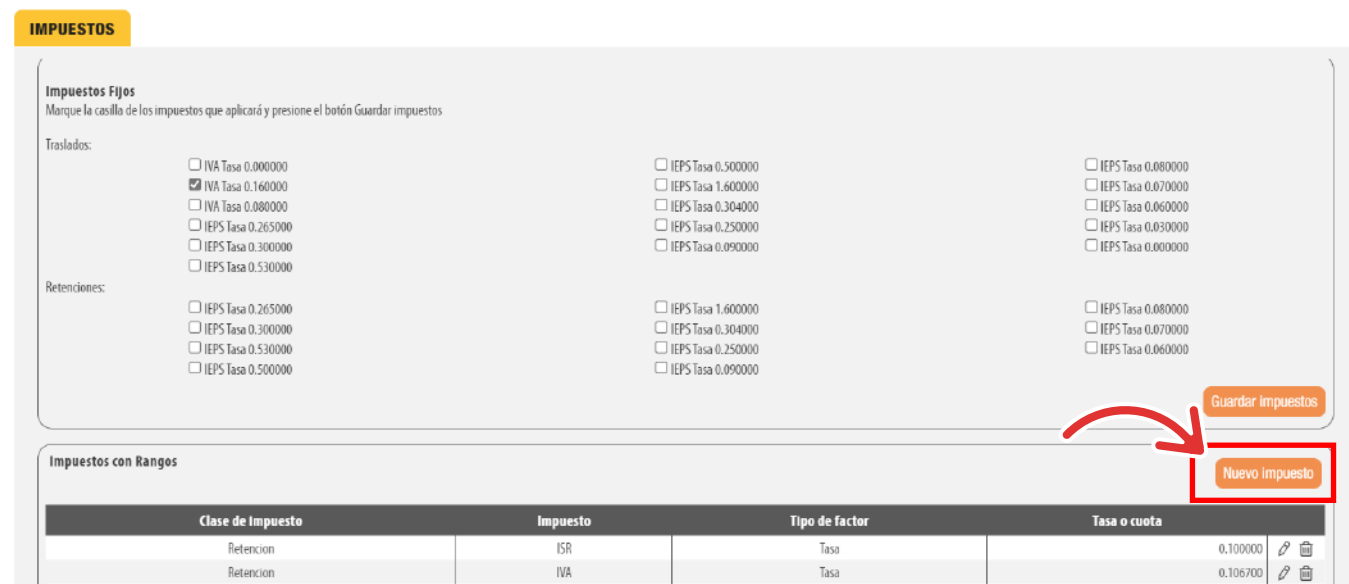 IMPUESTOS
Impuestos Fijos
Marque la casilla de los impuestos que aplicará y presione el botón Guardar impuestos
Traslados:
IVA Tasa 0.000000 IEPS Tasa 0.500000 IEPS Tasa 0.080000
IVA Tasa 0.160000 IEPS Tasa 1.600000 IEPS Tasa 0.070000
IVA Tasa 0.080000 IEPS Tasa 0.304000 IEPS Tasa 0.060000
IEPS Tasa 0.265000 IEPS Tasa 0.250000 IEPS Tasa 0.030000
IEPS Tasa 0.300000 IEPS Tasa 0.090000 IEPS Tasa 0.000000
IEPS Tasa 0.530000
Retenciones:
IEPS Tasa 0.265000 IEPS Tasa 1.600000 IEPS Tasa 0.080000
IEPS Tasa 0.300000 IEPS Tasa 0.304000 IEPS Tasa 0.070000
IEPS Tasa 0.530000 IEPS Tasa 0.250000 IEPS Tasa 0.060000
IEPS Tasa 0.500000 IEPS Tasa 0.090000
Guardar impuestos
Impuestos con Rangos
Nuevo impuesto
Clase de Impuesto Impuesto Tipo de factor Tasa o cuota
Retencion ISR Tasa 0.100000
Retencion IVA Tasa 0.106700